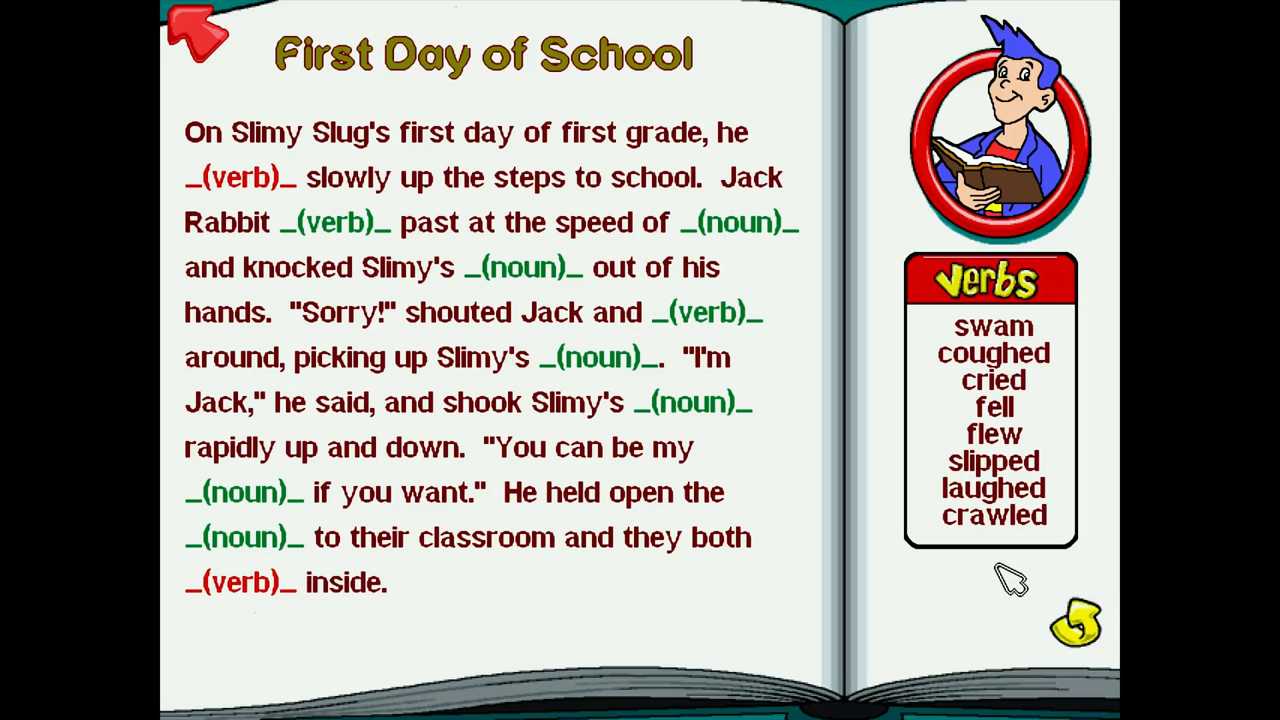 First Day of School
On Slimy Slug's first day of first grade, he
_(verb)_ slowly up the steps to school. Jack
Rabbit _(verb)_ past at the speed of _(noun)_
and knocked Slimy's _(noun)_ out of his
hands. "Sorry!" shouted Jack and _(verb)_
around, picking up Slimy's _(noun)_. "I'm
Jack," he said, and shook Slimy's _(noun)_
rapidly up and down. "You can be my
_(noun)_ if you want." He held open the
_(noun)_ to their classroom and they both
_(verb)_ inside.
Verbs
swam
coughed
cried
fell
flew
slipped
laughed
crawled